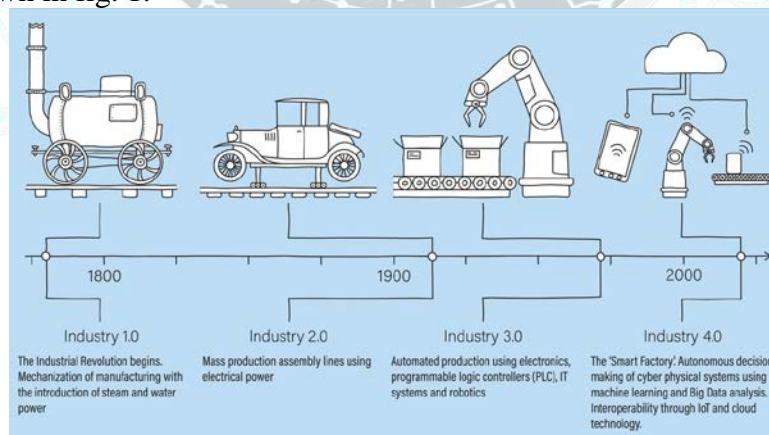 1800
1900
2000
Industry 1.0
The Industrial Revolution begins.
Mechanization of manufacturing with
the introduction of steam and water
power
Industry 2.0
Mass production assembly lines using
electrical power
Industry 3.0
Automated production using electronics,
programmable logic controllers (PLC), IT
systems and robotics
Industry 4.0
The 'Smart Factory'. Autonomous decision
making of cyber physical systems using
machine learning and Big Data analysis.
Interoperability through IoT and cloud
technology.